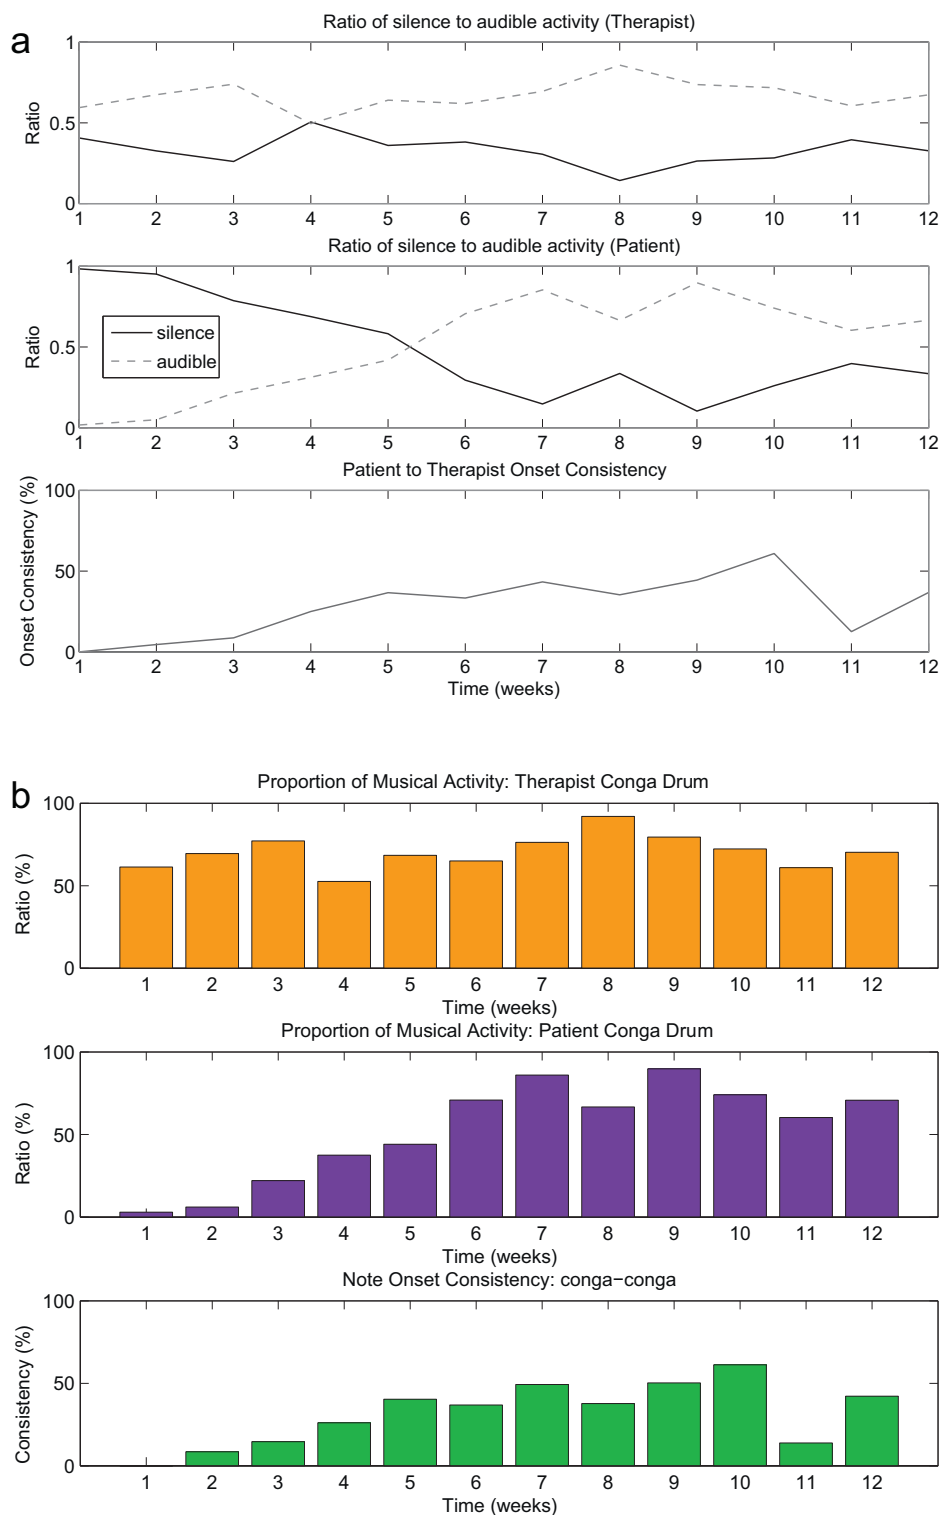 a
Ratio of silence to audible activity (Therapist)
Ratio
1
0.5
0
1 2 3 4 5 6 7 8 9 10 11 12
Ratio of silence to audible activity (Patient)
Ratio
1
0.5
0
silence
audible
1 2 3 4 5 6 7 8 9 10 11 12
Patient to Therapist Onset Consistency
Onset Consistency (%)
100
50
0
1 2 3 4 5 6 7 8 9 10 11 12
Time (weeks)
b
Proportion of Musical Activity: Therapist Conga Drum
Ratio (% )
100
50
0
1 2 3 4 5 6 7 8 9 10 11 12
Time (weeks)
Proportion of Musical Activity: Patient Conga Drum
Ratio (% )
100
50
0
1 2 3 4 5 6 7 8 9 10 11 12
Time (weeks)
Note Onset Consistency: conga−conga
Consistency (%)
100
50
0
1 2 3 4 5 6 7 8 9 10 11 12
Time (weeks)